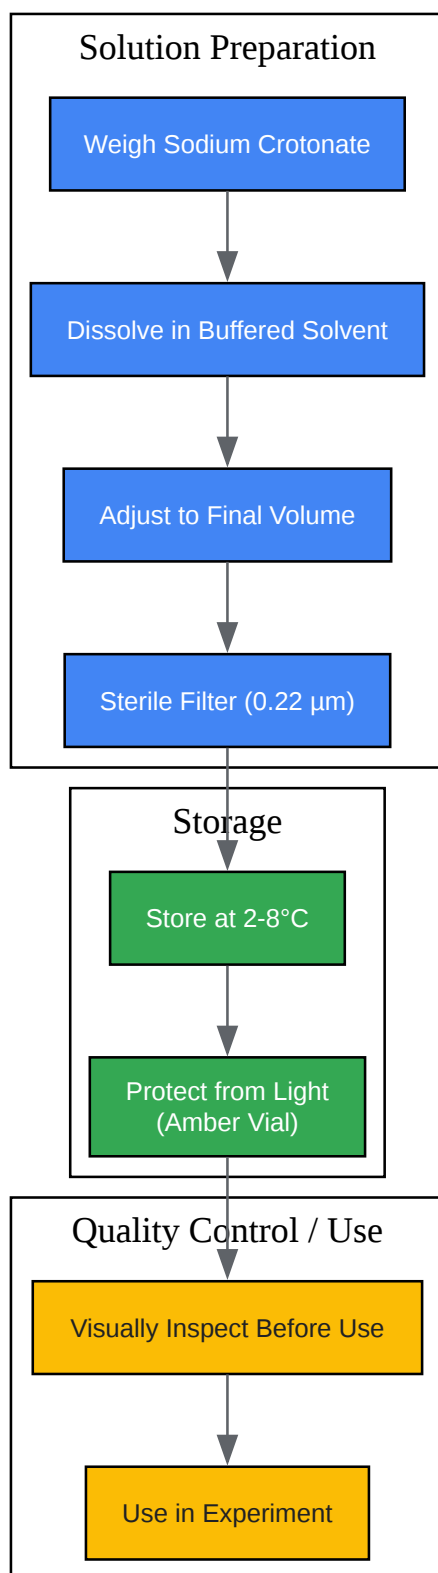 Solution Preparation
Weigh Sodium Crotonate
Dissolve in Buffered Solvent
Adjust to Final Volume
Sterile Filter (0.22 µm)
Storage
Store at 2-8°C
Protect from Light
(Amber Vial)
Quality Control / Use
Visually Inspect Before Use
Use in Experiment